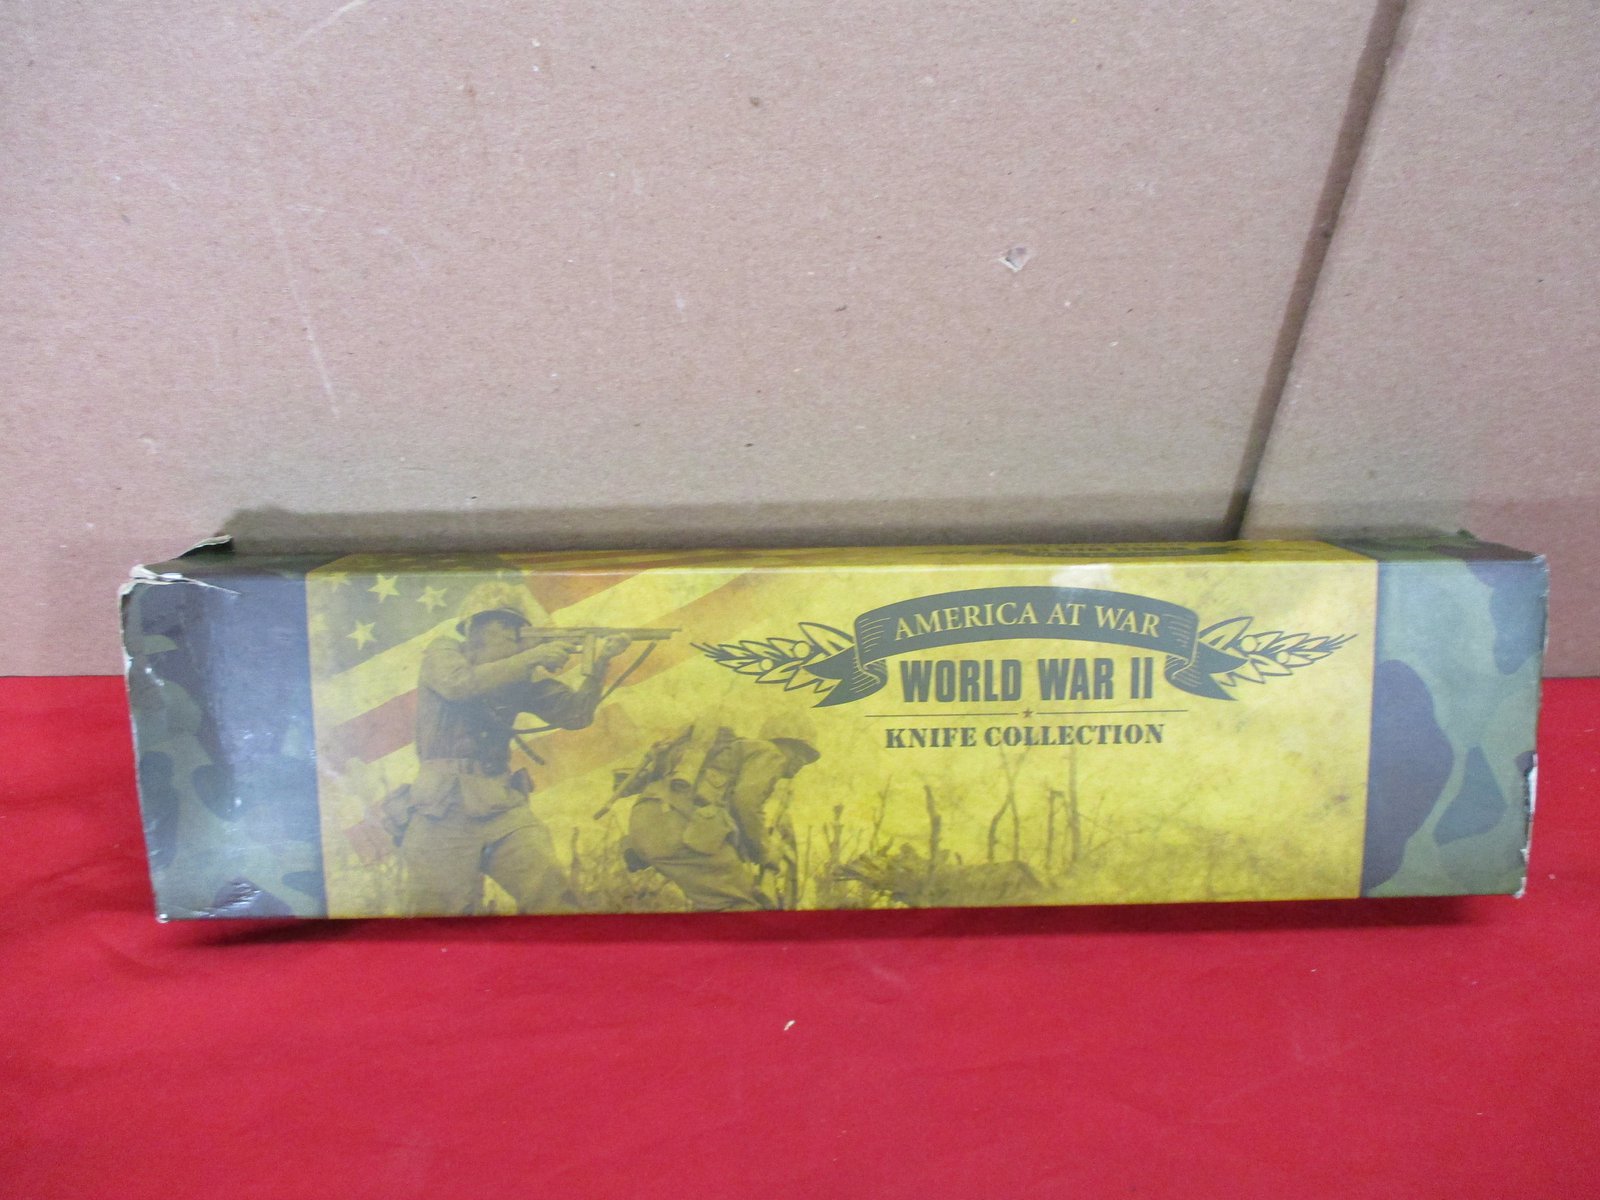 AMERICA AT WAR
WORLD WAR II
KNIFE COLLECTION